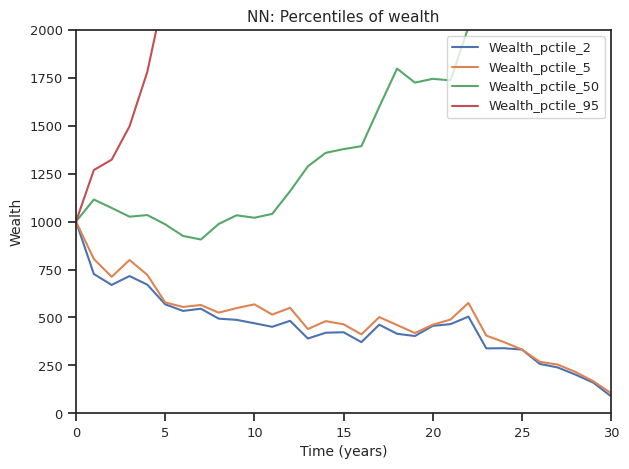 NN: Percentiles of wealth
Wealth_pctile_2
Wealth_pctile_5
Wealth_pctile_50
Wealth_pctile_95
2000
1750
1500
1250
1000
750
500
250
0
Wealth
0 5 10 15 20 25 30
Time (years)